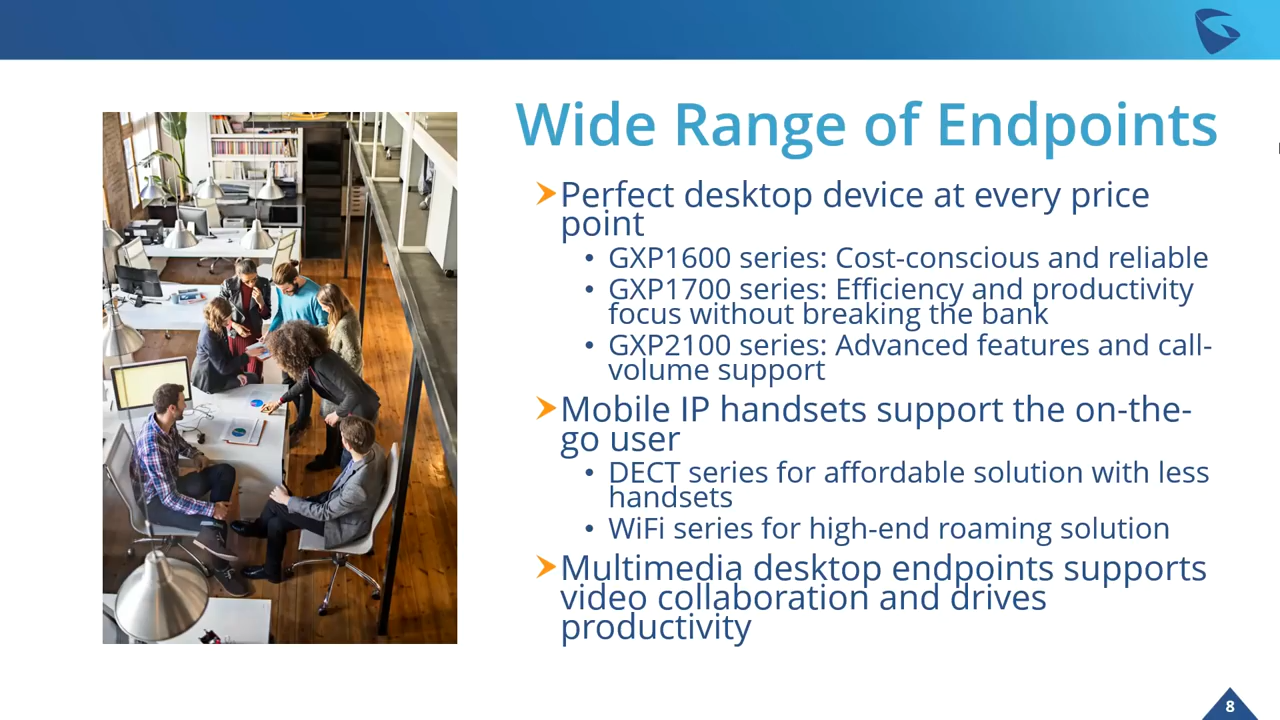 Wide Range of Endpoints
Perfect desktop device at every price
point
• GXP1600 series: Cost-conscious and reliable
• GXP1700 series: Efficiency and productivity
focus without breaking the bank
• GXP2100 series: Advanced features and call-
volume support
Mobile IP handsets support the on-the-
go user
• DECT series for affordable solution with less
handsets
• WiFi series for high-end roaming solution
Multimedia desktop endpoints supports
video collaboration and drives
productivity
8